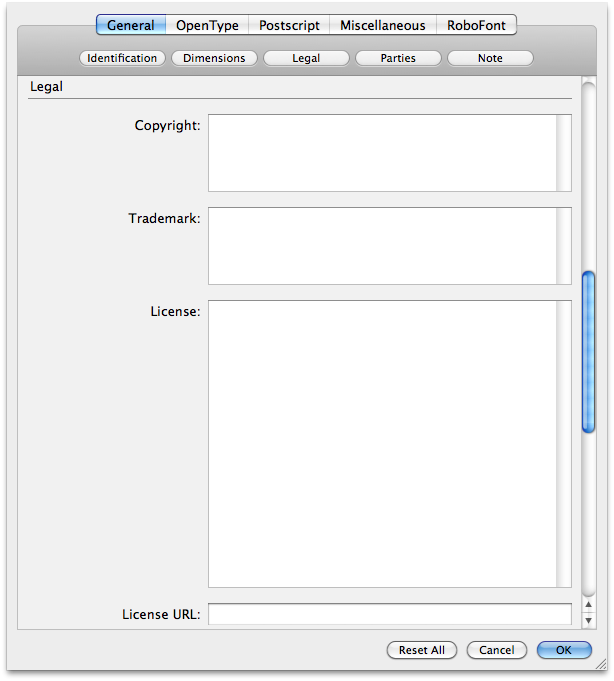 General OpenType Postscript Miscellaneous RoboFont
Identification Dimensions Legal Parties Note
Legal
Copyright:
Trademark:
License:
License URL:
Reset All Cancel OK